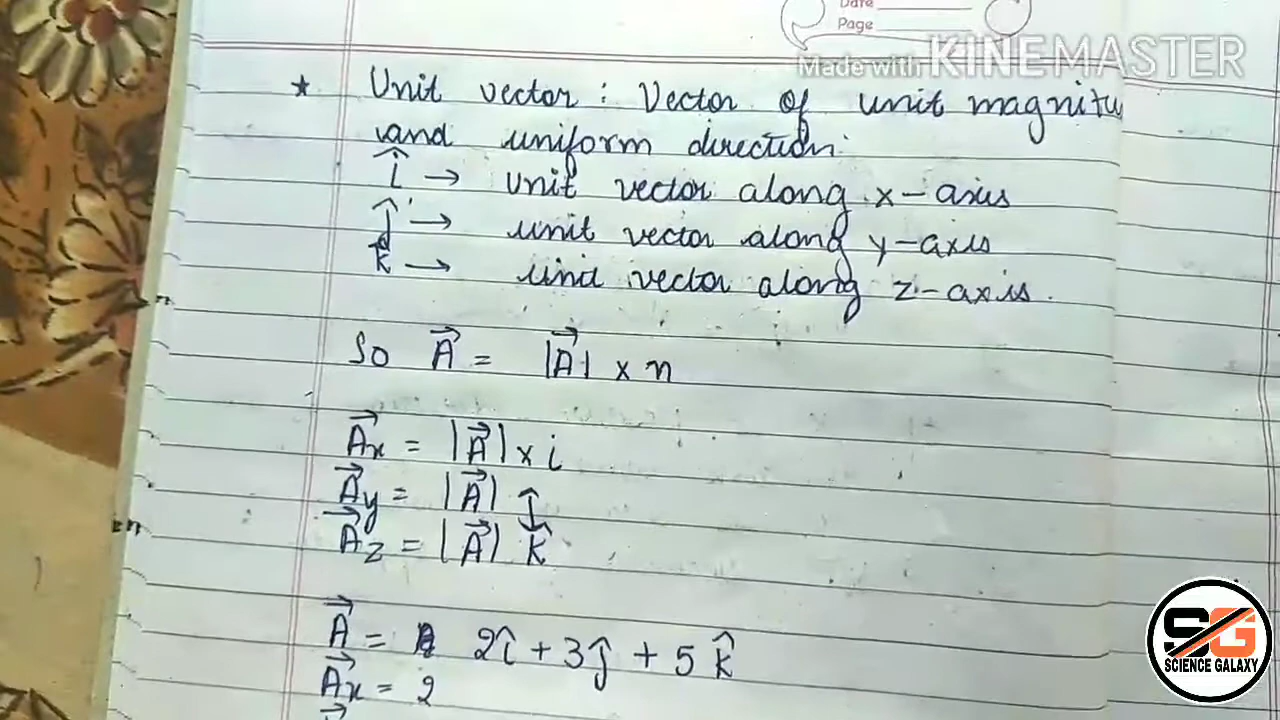 Date
Page
Made with KINEMASTER
* Unit vector : Vector of unit magnitu
and uniform direction.
î → unit vector along x-axis
ĵ → unit vector along y-axis
k̂ → unit vector along z-axis.
So A⃗ = |A⃗| × n
A⃗x = |A⃗| × i
A⃗y = |A⃗| ĵ
A⃗z = |A⃗| k̂
A⃗ = 2î + 3ĵ + 5k̂
A⃗x = 2
SG
SCIENCE GALAXY